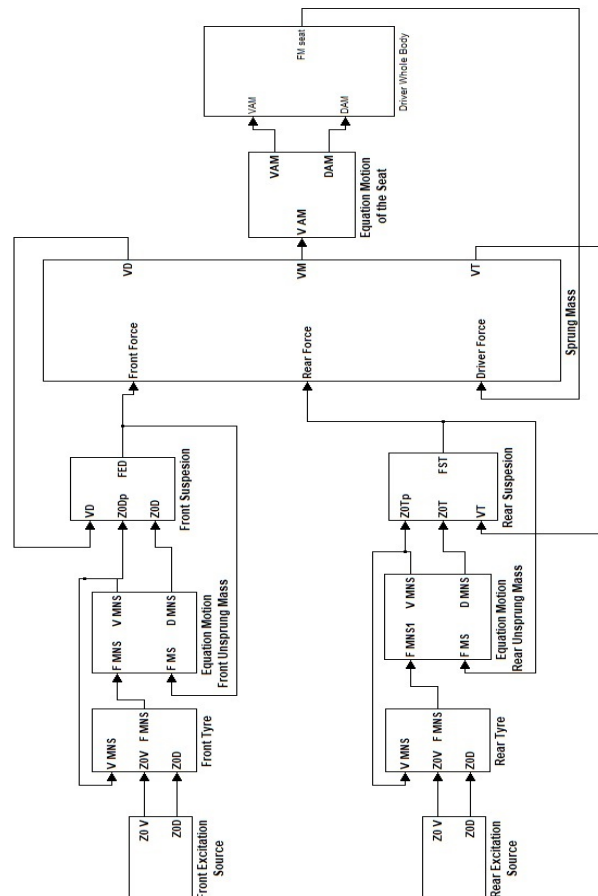 Front Excitation
Source
Z0 V
Z0D
V MNS
Z0V
F MNS
Z0D
Front Tyre
F MNS
V MNS
F MS
D MNS
Equation Motion
Front Unsprung Mass
VD
Z0Dp
FED
Z0D
Front Suspesion
Rear Excitation
Source
Z0 V
Z0D
V MNS
Z0V
F MNS
Z0D
Rear Tyre
F MNS1
V MNS
F MS
D MNS
Equation Motion
Rear Unsprung Mass
Z0Tp
Z0T
FST
VT
Rear Suspesion
Front Force
VD
Rear Force
VM
Driver Force
VT
Sprung Mass
V AM
VAM
DAM
Equation Motion
of the Seat
VAM
FM seat
DAM
Driver Whole Body